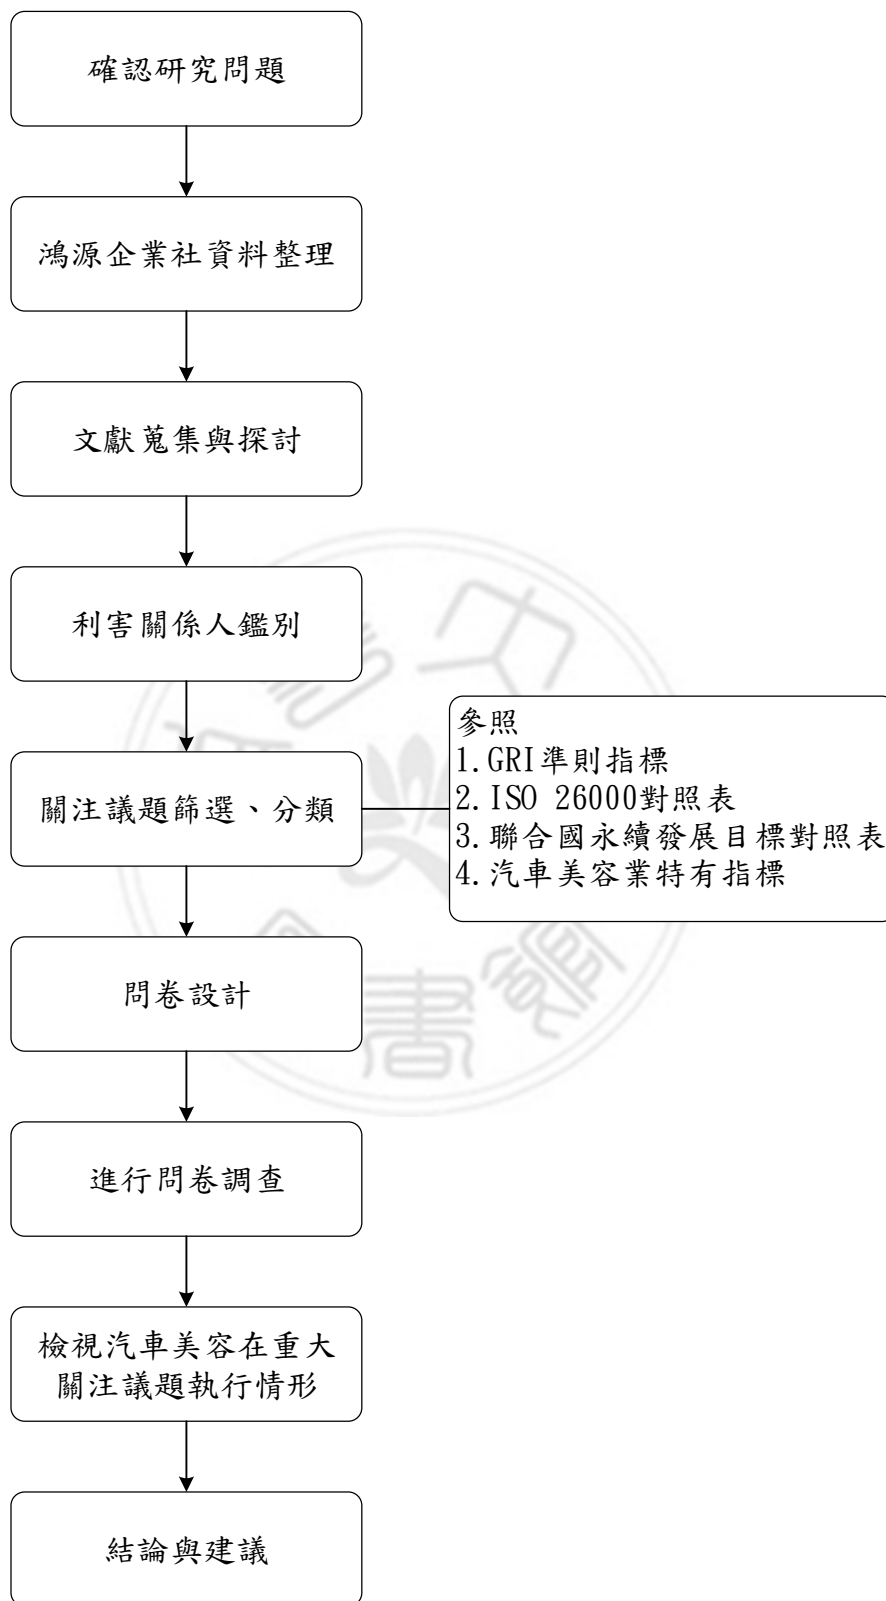 確認研究問題
鴻源企業社資料整理
文獻蒐集與探討
利害關係人鑑別
關注議題篩選、分類
參照
1.GRI準則指標
2.ISO 26000對照表
3.聯合國永續發展目標對照表
4.汽車美容業特有指標
問卷設計
進行問卷調查
檢視汽車美容在重大
關注議題執行情形
結論與建議